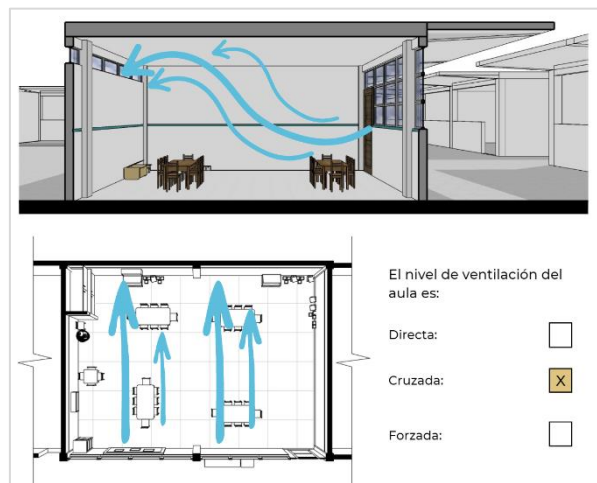 El nivel de ventilación del
aula es:
Directa:
Cruzada: X
Forzada: